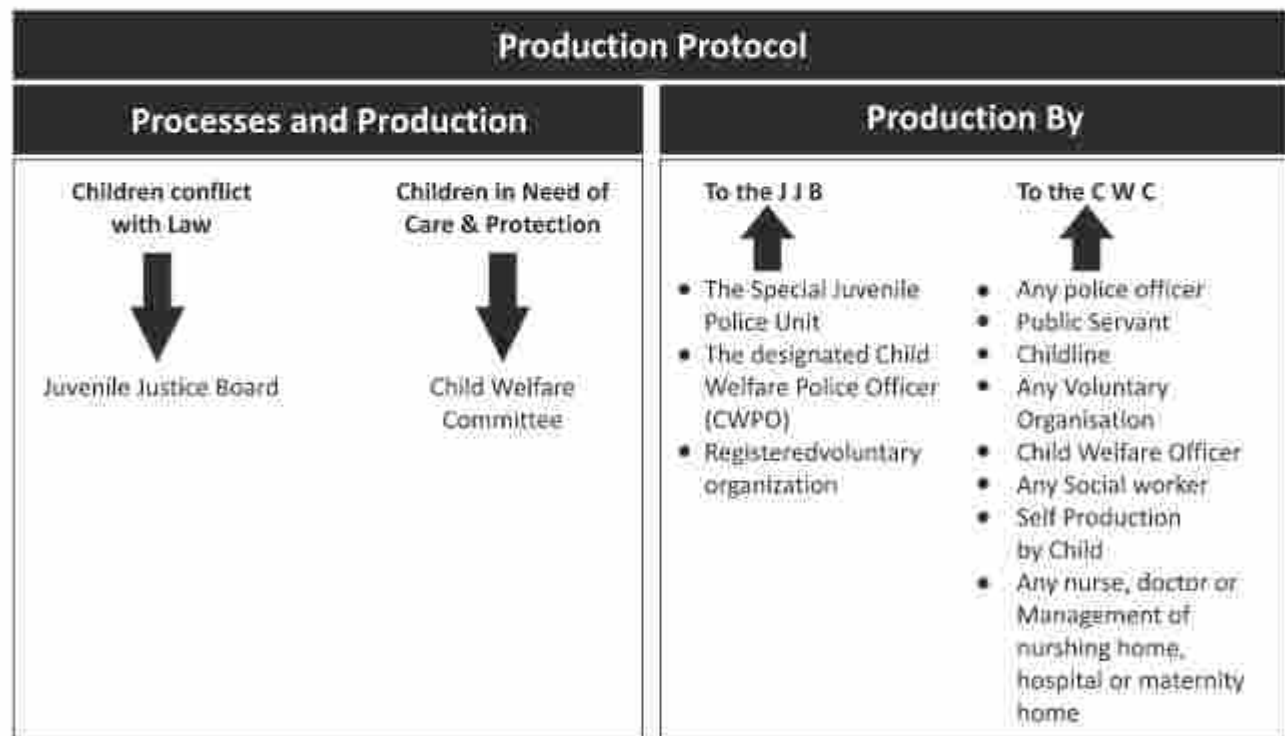 Production Protocol
Processes and Production
Children conflict
with Law
Children in Need of
Care & Protection
Juvenile Justice Board
Child Welfare
Committee
Production By
To the J J B
• The Special Juvenile
Police Unit
• The designated Child
Welfare Police Officer
(CWPO)
• Registeredvoluntary
organization
To the C W C
• Any police officer
• Public Servant
• Childline
• Any Voluntary
Organisation
• Child Welfare Officer
• Any Social worker
• Self Production
by Child
• Any nurse, doctor or
Management of
nurshing home,
hospital or maternity
home